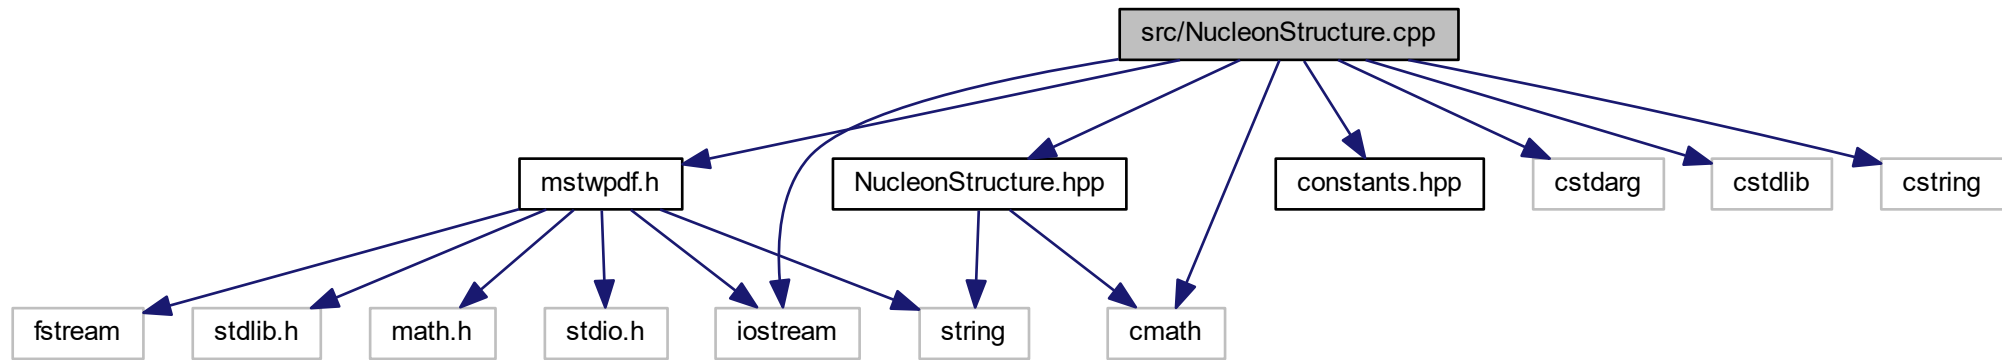 src/NucleonStructure.cpp
mstwpdf.h
NucleonStructure.hpp
constants.hpp
cstdarg
cstdlib
cstring
fstream
stdlib.h
math.h
stdio.h
iostream
string
cmath